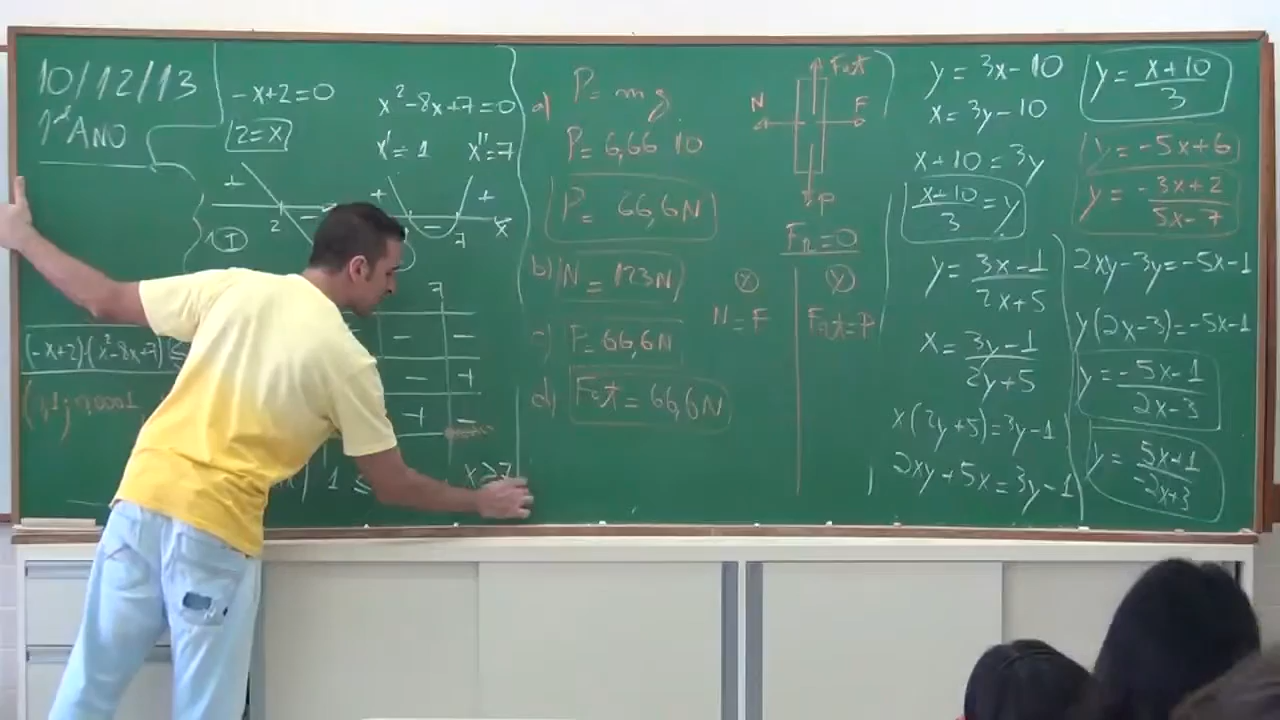 10/12/13
1º ANO
-x+2=0
2=x
x²-8x+7=0
x'=1 x''=7
+
2
I
+ - +
7 x
7
- -
- +
+ -
(-x+2)·(x²-8x+7)≤
1 ≤
x≥7
a) P=mg
P=6,66·10
P= 66,6N
b) N=123N
c) F=66,6N
d) Fat=66,6N
Fat
N F
P
FR=0
x y
N=F Fat=P
y=3x-10
x=3y-10
x+10=3y
x+10
3
=y
y=3x-1
2x+5
x=3y-1
2y+5
x(2y+5)=3y-1
2xy+5x=3y-1
y=x+10
3
y=-5x+6
y=-3x+2
5x-7
2xy-3y=-5x-1
y(2x-3)=-5x-1
y=-5x-1
2x-3
y=5x+1
-2x+3